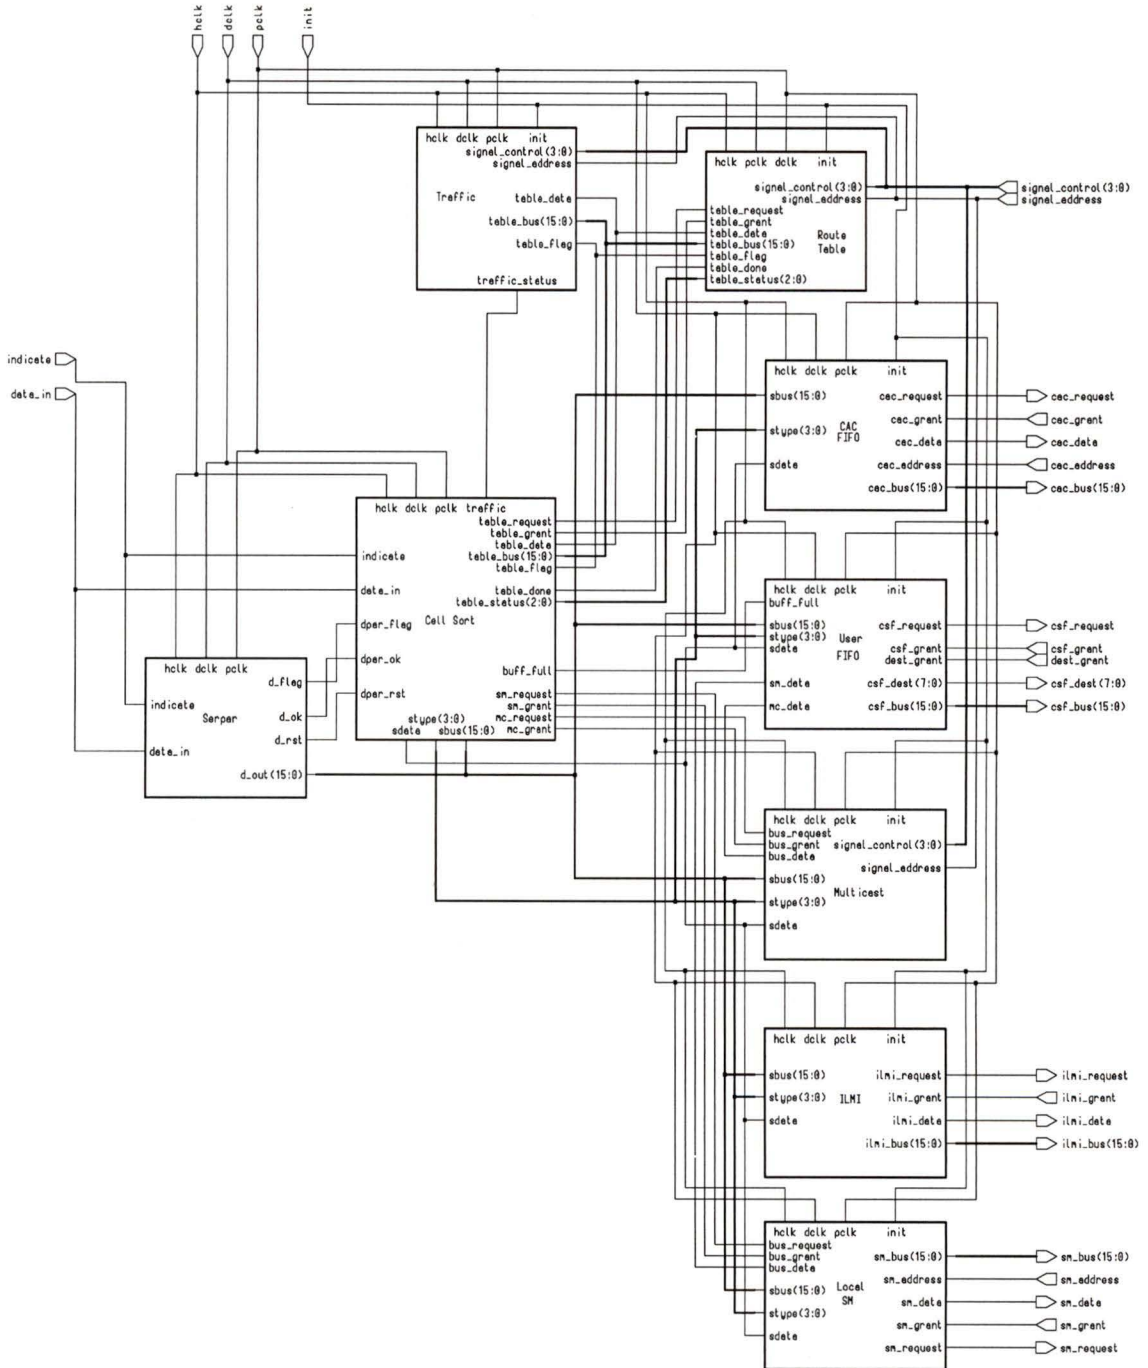 hclk
dclk
pclk
init
hclk dclk pclk init
signal_control(3:0)
signal_address
Traffic
table_data
table_bus(15:0)
table_flag
traffic_status
hclk pclk dclk init
signal_control(3:0)
signal_address
table_request
table_grant
table_data
table_bus(15:0)
table_flag
table_done
table_status(2:0)
Route
Table
signal_control(3:0)
signal_address
indicate
data_in
hclk dclk pclk init
sbus(15:0)
stype(3:0)
sdata
CAC
FIFO
cac_request
cac_grant
cac_data
cac_address
cac_bus(15:0)
cac_request
cac_grant
cac_data
cac_address
cac_bus(15:0)
hclk dclk pclk traffic
table_request
table_grant
table_data
table_bus(15:0)
table_flag
table_done
table_status(2:0)
indicate
data_in
dpar_flag
dpar_ok
dpar_rst
Cell Sort
buff_full
sm_request
sm_grant
mc_request
mc_grant
stype(3:0)
sdata sbus(15:0)
hclk dclk pclk
indicate
data_in
Serpar
d_flag
d_ok
d_rst
d_out(15:0)
hclk dclk pclk init
buff_full
sbus(15:0)
stype(3:0)
sdata
sm_data
mc_data
User
FIFO
csf_request
csf_grant
dest_grant
csf_dest(7:0)
csf_bus(15:0)
csf_request
csf_grant
dest_grant
csf_dest(7:0)
csf_bus(15:0)
hclk dclk pclk init
bus_request
bus_grant
bus_data
sbus(15:0)
stype(3:0)
sdata
Multicast
signal_control(3:0)
signal_address
hclk dclk pclk init
sbus(15:0)
stype(3:0)
sdata
ILMI
ilmi_request
ilmi_grant
ilmi_data
ilmi_bus(15:0)
ilmi_request
ilmi_grant
ilmi_data
ilmi_bus(15:0)
hclk dclk pclk init
bus_request
bus_grant
bus_data
sbus(15:0)
stype(3:0)
sdata
Local
SM
sm_bus(15:0)
sm_address
sm_data
sm_grant
sm_request
sm_bus(15:0)
sm_address
sm_data
sm_grant
sm_request